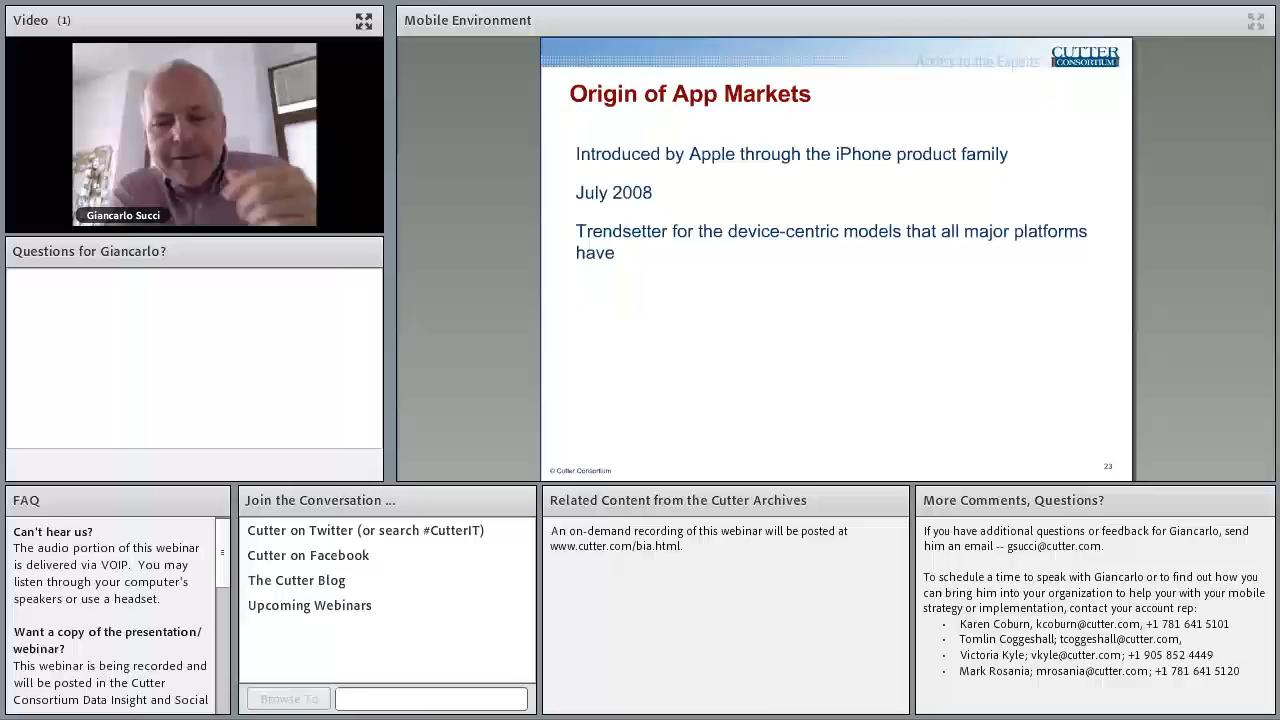 Video (1)
Giancarlo Succi
Questions for Giancarlo?
Mobile Environment
Access to the Experts
CUTTER
CONSORTIUM
Origin of App Markets
Introduced by Apple through the iPhone product family
July 2008
Trendsetter for the device-centric models that all major platforms
have
© Cutter Consortium
23
FAQ
Can't hear us?
The audio portion of this webinar
is delivered via VOIP. You may
listen through your computer's
speakers or use a headset.
Want a copy of the presentation/
webinar?
This webinar is being recorded and
will be posted in the Cutter
Consortium Data Insight and Social
Join the Conversation ...
Cutter on Twitter (or search #CutterIT)
Cutter on Facebook
The Cutter Blog
Upcoming Webinars
Browse To
Related Content from the Cutter Archives
An on-demand recording of this webinar will be posted at
www.cutter.com/bia.html.
More Comments, Questions?
If you have additional questions or feedback for Giancarlo, send
him an email -- gsucci@cutter.com.
To schedule a time to speak with Giancarlo or to find out how you
can bring him into your organization to help your with your mobile
strategy or implementation, contact your account rep:
• Karen Coburn, kcoburn@cutter.com, +1 781 641 5101
• Tomlin Coggeshall; tcoggeshall@cutter.com,
• Victoria Kyle; vkyle@cutter.com; +1 905 852 4449
• Mark Rosania; mrosania@cutter.com; +1 781 641 5120